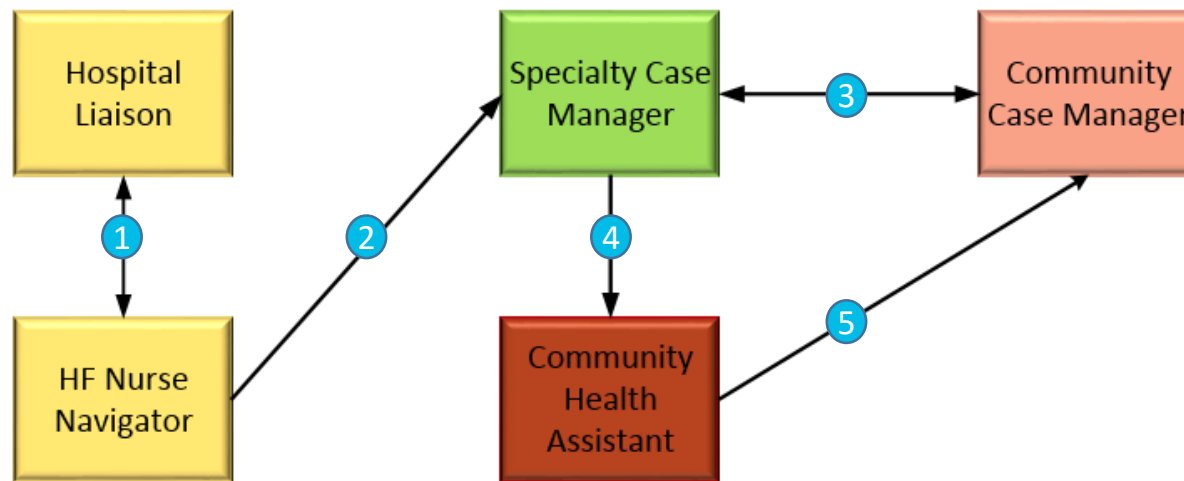 Hospital
Liaison
1
HF Nurse
Navigator
2
Specialty Case
Manager
3
Community
Case Manager
4
Community
Health
Assistant
5